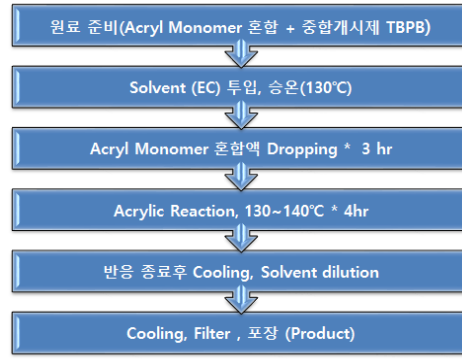 원료 준비(Acryl Monomer 혼합 + 중합개시제 TBPB)
Solvent (EC) 투입, 승온(130℃)
Acryl Monomer 혼합액 Dropping * 3 hr
Acrylic Reaction, 130~140℃ * 4hr
반응 종료후 Cooling, Solvent dilution
Cooling, Filter , 포장 (Product)